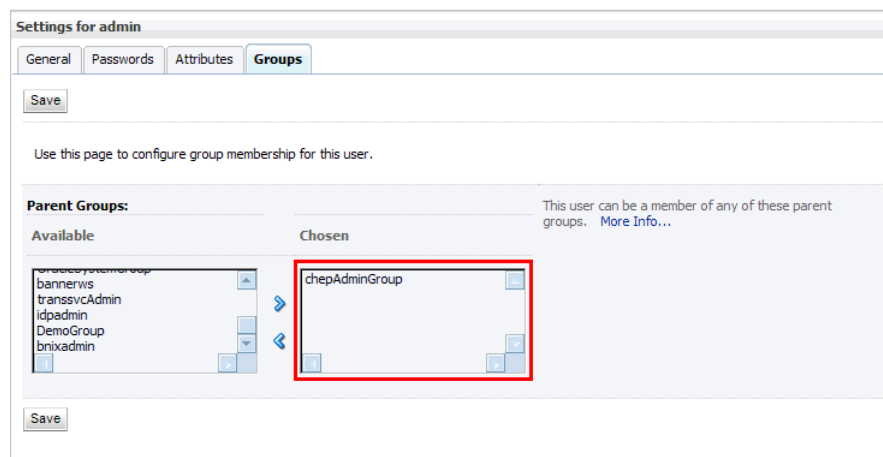 Settings for admin
General Passwords Attributes Groups
Save
Use this page to configure group membership for this user.
Parent Groups:
This user can be a member of any of these parent
groups. More Info...
Available
Chosen
OracleSystemGroup
bannerws
transsvcAdmin
idpadmin
DemoGroup
bnixadmin
chepAdminGroup
Save